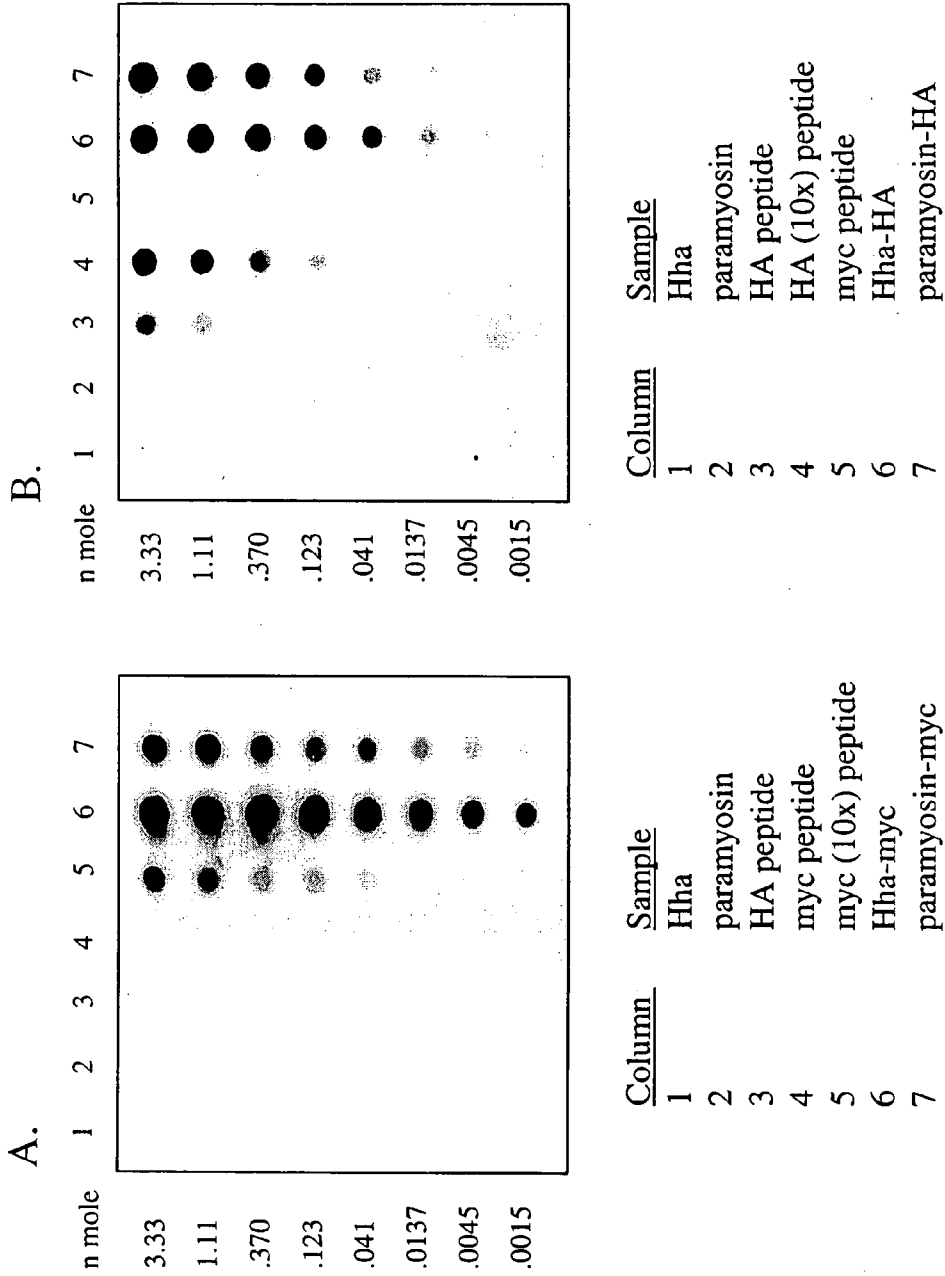 A.
n mole 1 2 3 4 5 6 7
3.33
1.11
.370
.123
.041
.0137
.0045
.0015
Column Sample
1 Hha
2 paramyosin
3 HA peptide
4 myc peptide
5 myc (10x) peptide
6 Hha-myc
7 paramyosin-myc
B.
n mole 1 2 3 4 5 6 7
3.33
1.11
.370
.123
.041
.0137
.0045
.0015
Column Sample
1 Hha
2 paramyosin
3 HA peptide
4 HA (10x) peptide
5 myc peptide
6 Hha-HA
7 paramyosin-HA